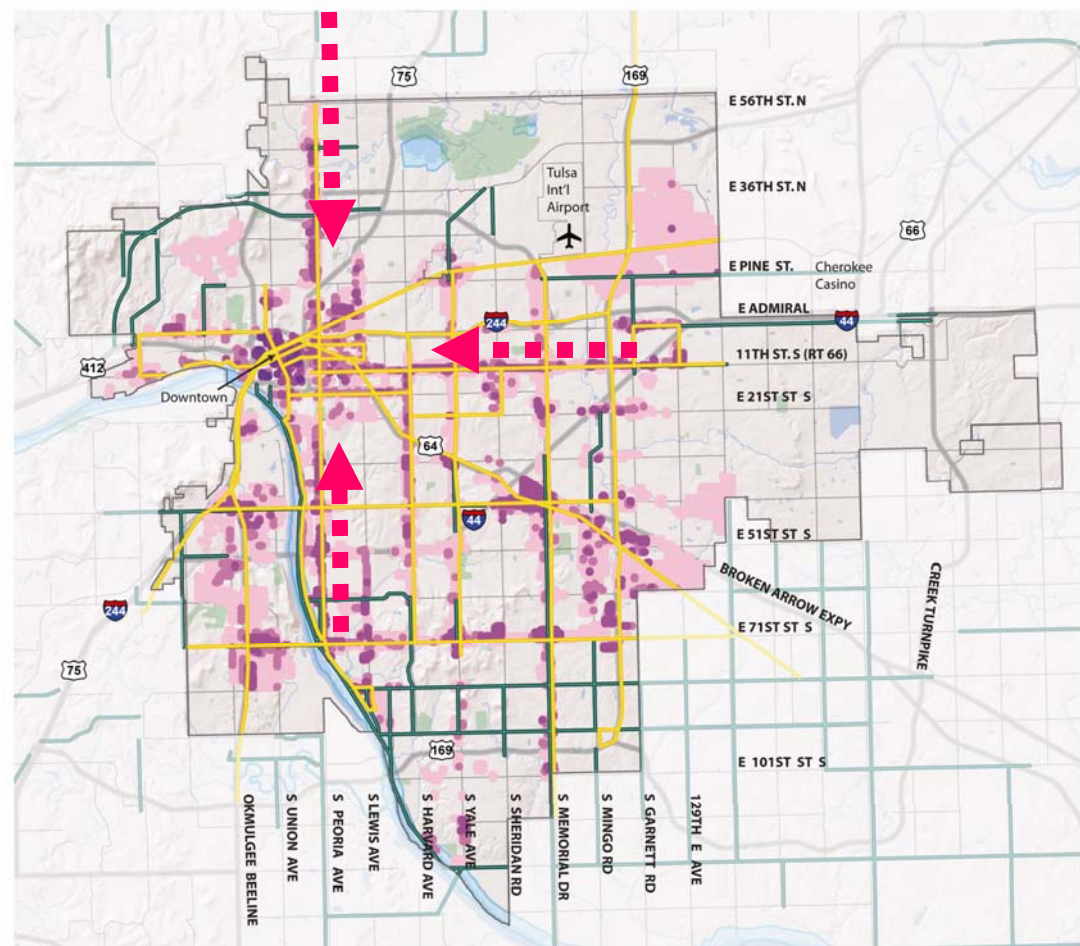 75
169
E 56TH ST. N
Tulsa
Int'l
Airport
E 36TH ST. N
66
E PINE ST.
Cherokee
Casino
E ADMIRAL
244
44
11TH ST. S (RT 66)
412
Downtown
E 21ST ST S
64
44
E 51ST ST S
BROKEN ARROW EXPY
CREEK TURNPIKE
244
E 71ST ST S
75
169
E 101ST ST S
OKMULGEE BEELINE
S UNION AVE
S PEORIA AVE
S LEWIS AVE
S HARVARD AVE
S YALE AVE
S SHERIDAN RD
S MEMORIAL DR
S MINGO RD
S GARNETT RD
129TH E AVE